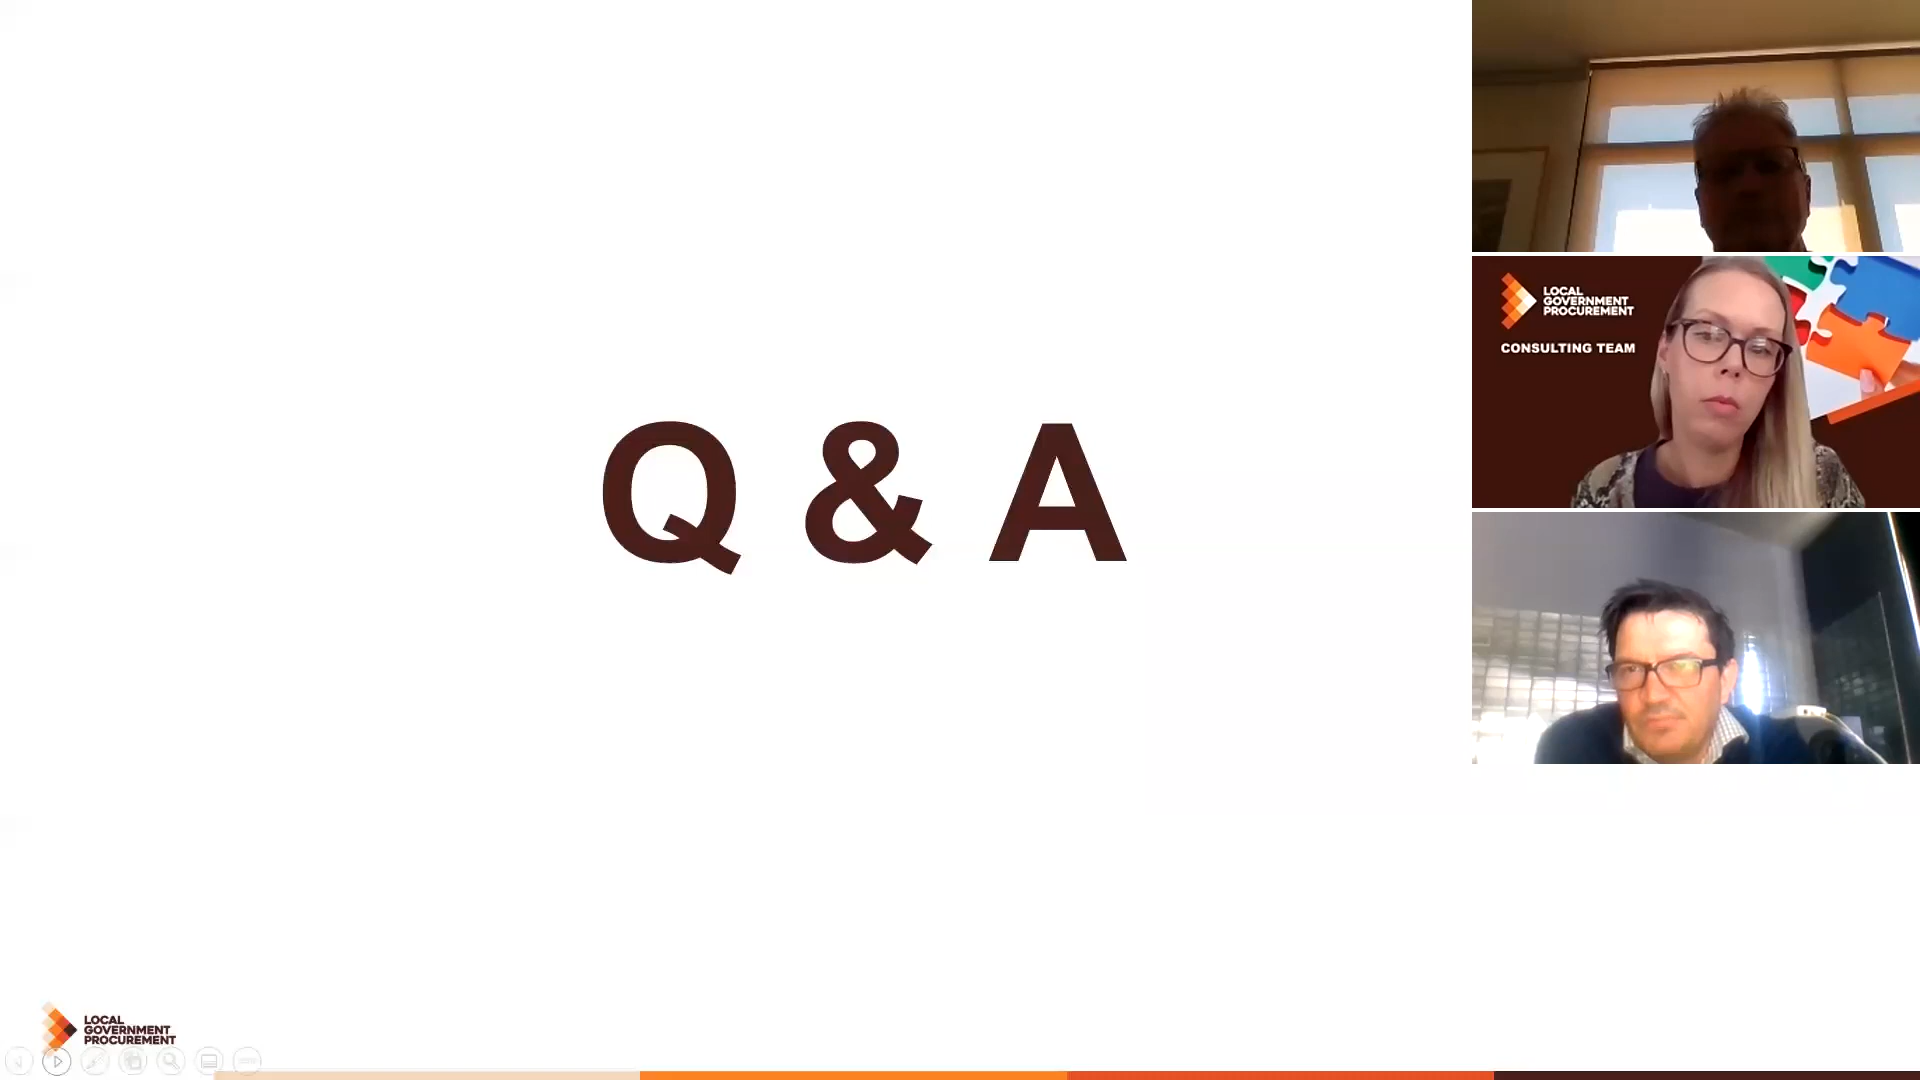 Q & A
LOCAL
GOVERNMENT
PROCUREMENT
CONSULTING TEAM
LOCAL
GOVERNMENT
PROCUREMENT